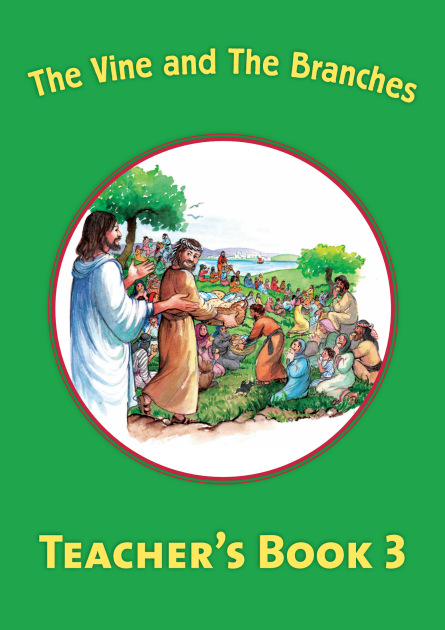 The Vine and The Branches
Teacher's Book 3